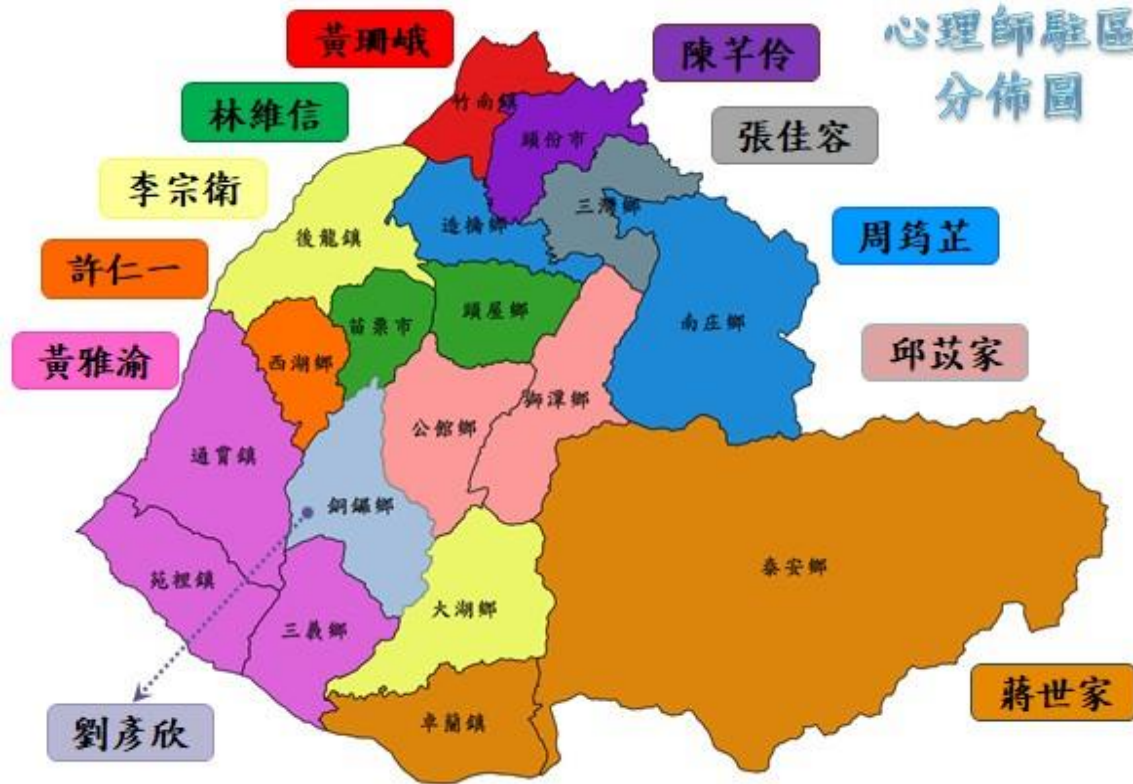 心理師駐區
分佈圖
黃珊峨
陳芊伶
林維信
張佳容
李宗衛
周筠芷
許仁一
邱苡家
黃雅渝
蔣世家
劉彥欣
竹南鎮
頭份市
三灣鄉
造橋鄉
後龍鎮
南庄鄉
苗栗市
頭屋鄉
西湖鄉
獅潭鄉
公館鄉
通霄鎮
銅鑼鄉
泰安鄉
苑裡鎮
大湖鄉
三義鄉
卓蘭鎮